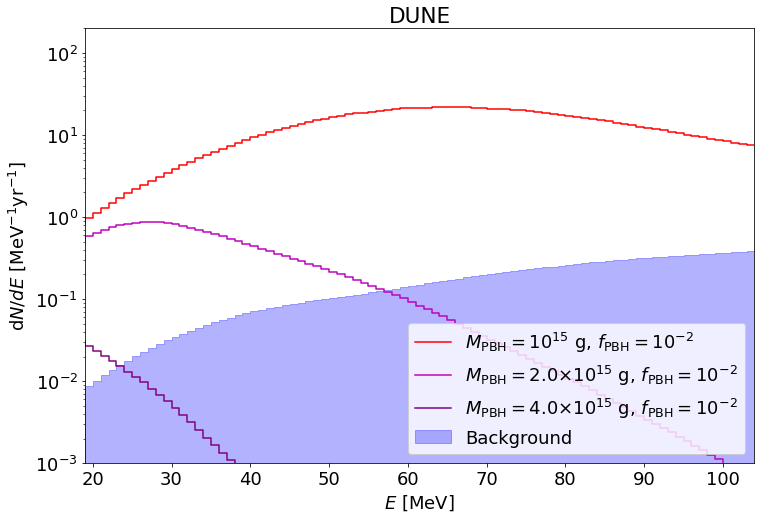 DUNE
dN/dE [MeV⁻¹yr⁻¹]
10²
10¹
10⁰
10⁻¹
10⁻²
10⁻³
M_PBH = 10¹⁵ g, f_PBH = 10⁻²
M_PBH = 2.0×10¹⁵ g, f_PBH = 10⁻²
M_PBH = 4.0×10¹⁵ g, f_PBH = 10⁻²
Background
20 30 40 50 60 70 80 90 100
E [MeV]